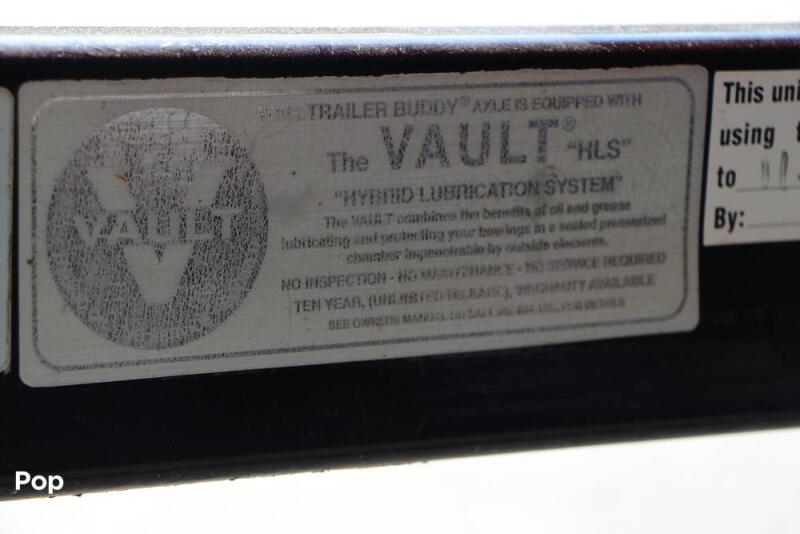 VAULT
YOUR TRAILER BUDDY® AXLE IS EQUIPPED WITH
The VAULT® "HLS"
"HYBRID LUBRICATION SYSTEM"
The VAULT combines the benefits of oil and grease
lubricating and protecting your bearings in a sealed pressurized
chamber impenetrable by outside elements.
NO INSPECTION - NO MAINTENANCE - NO SERVICE REQUIRED
TEN YEAR, (UNLIMITED MILEAGE), WARRANTY AVAILABLE
SEE OWNERS MANUAL OR CALL FOR DETAILS
This uni
using t
to
By:
Pop